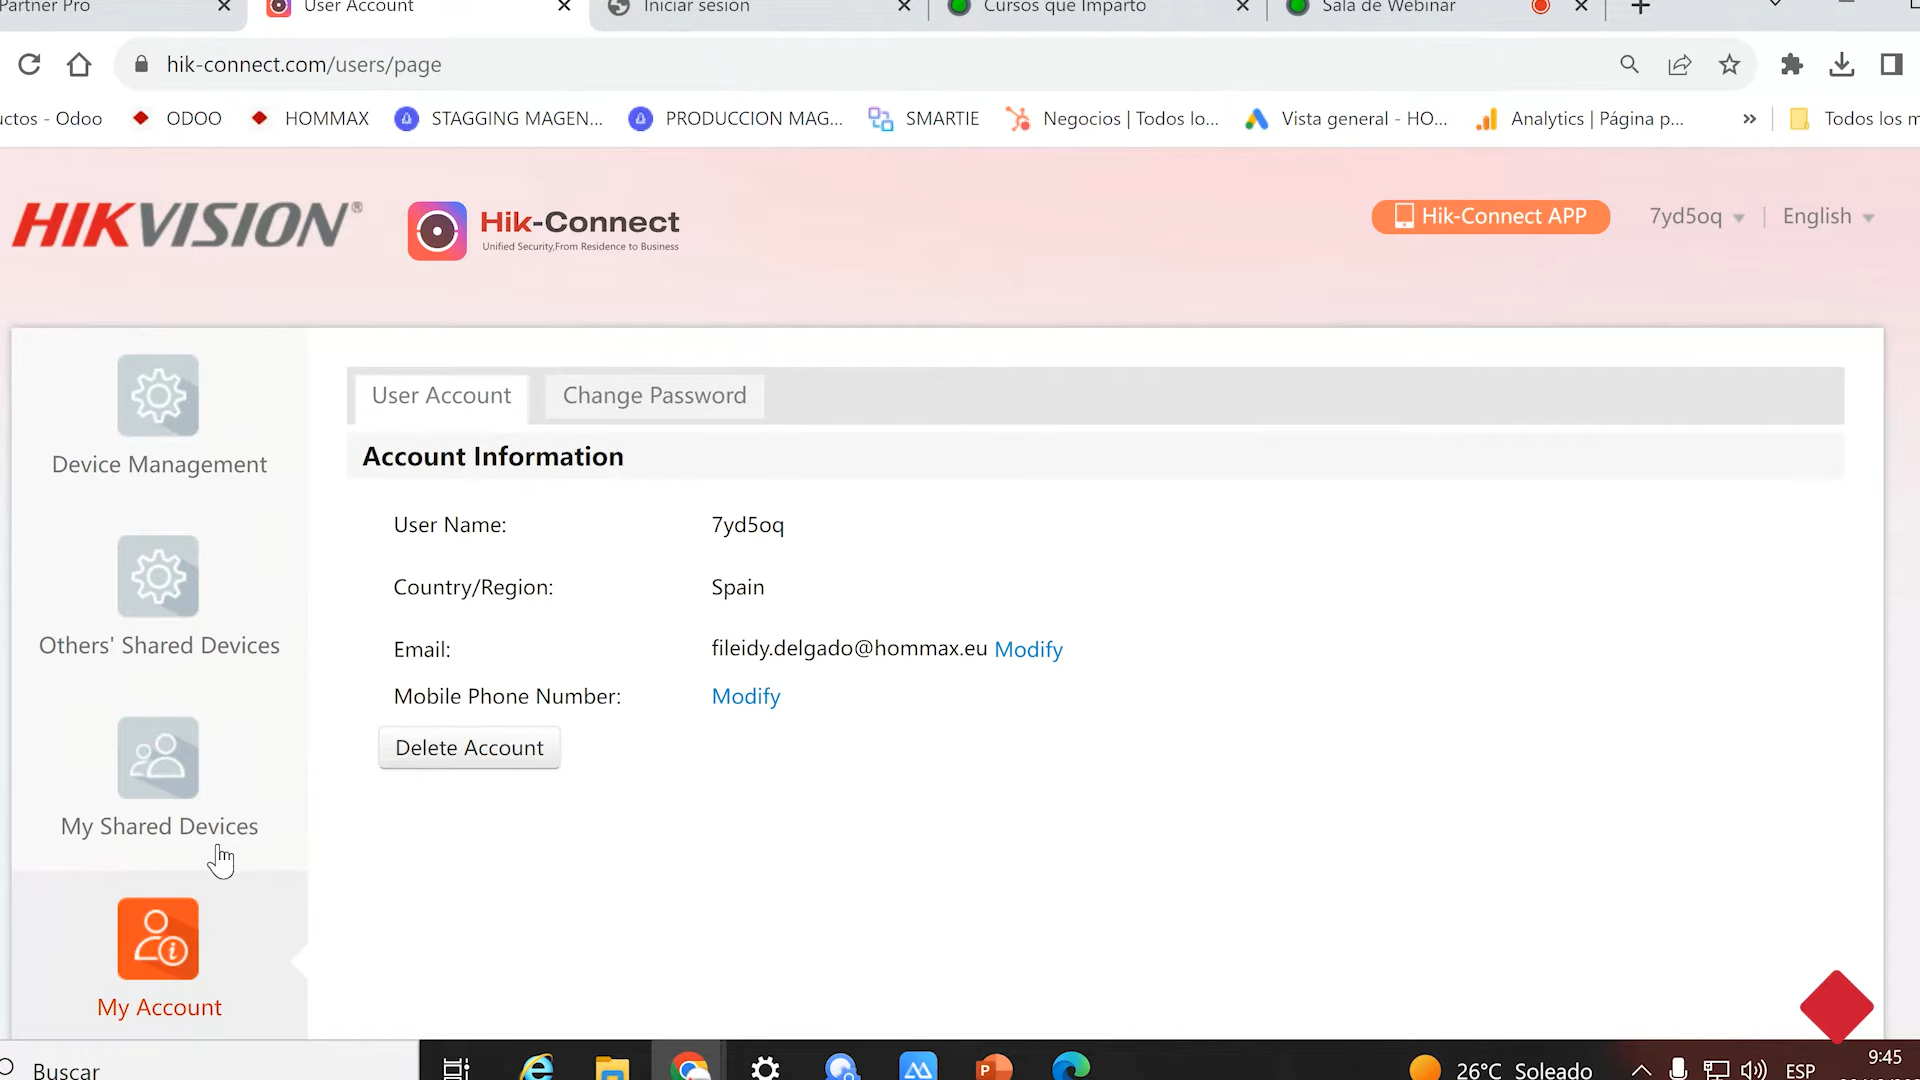 Partner Pro
User Account
Iniciar sesión
Cursos que Imparto
Sala de Webinar
hik-connect.com/users/page
uctos - Odoo
ODOO
HOMMAX
STAGGING MAGEN...
PRODUCCION MAG...
SMARTIE
Negocios | Todos lo...
Vista general - HO...
Analytics | Página p...
»
Todos los m
HIKVISION®
Hik-Connect
Unified Security,From Residence to Business
Hik-Connect APP
7yd5oq
English
Device Management
Others' Shared Devices
My Shared Devices
My Account
User Account
Change Password
Account Information
User Name: 7yd5oq
Country/Region: Spain
Email: fileidy.delgado@hommax.eu Modify
Mobile Phone Number: Modify
Delete Account
Buscar
26°C Soleado
ESP
9:45